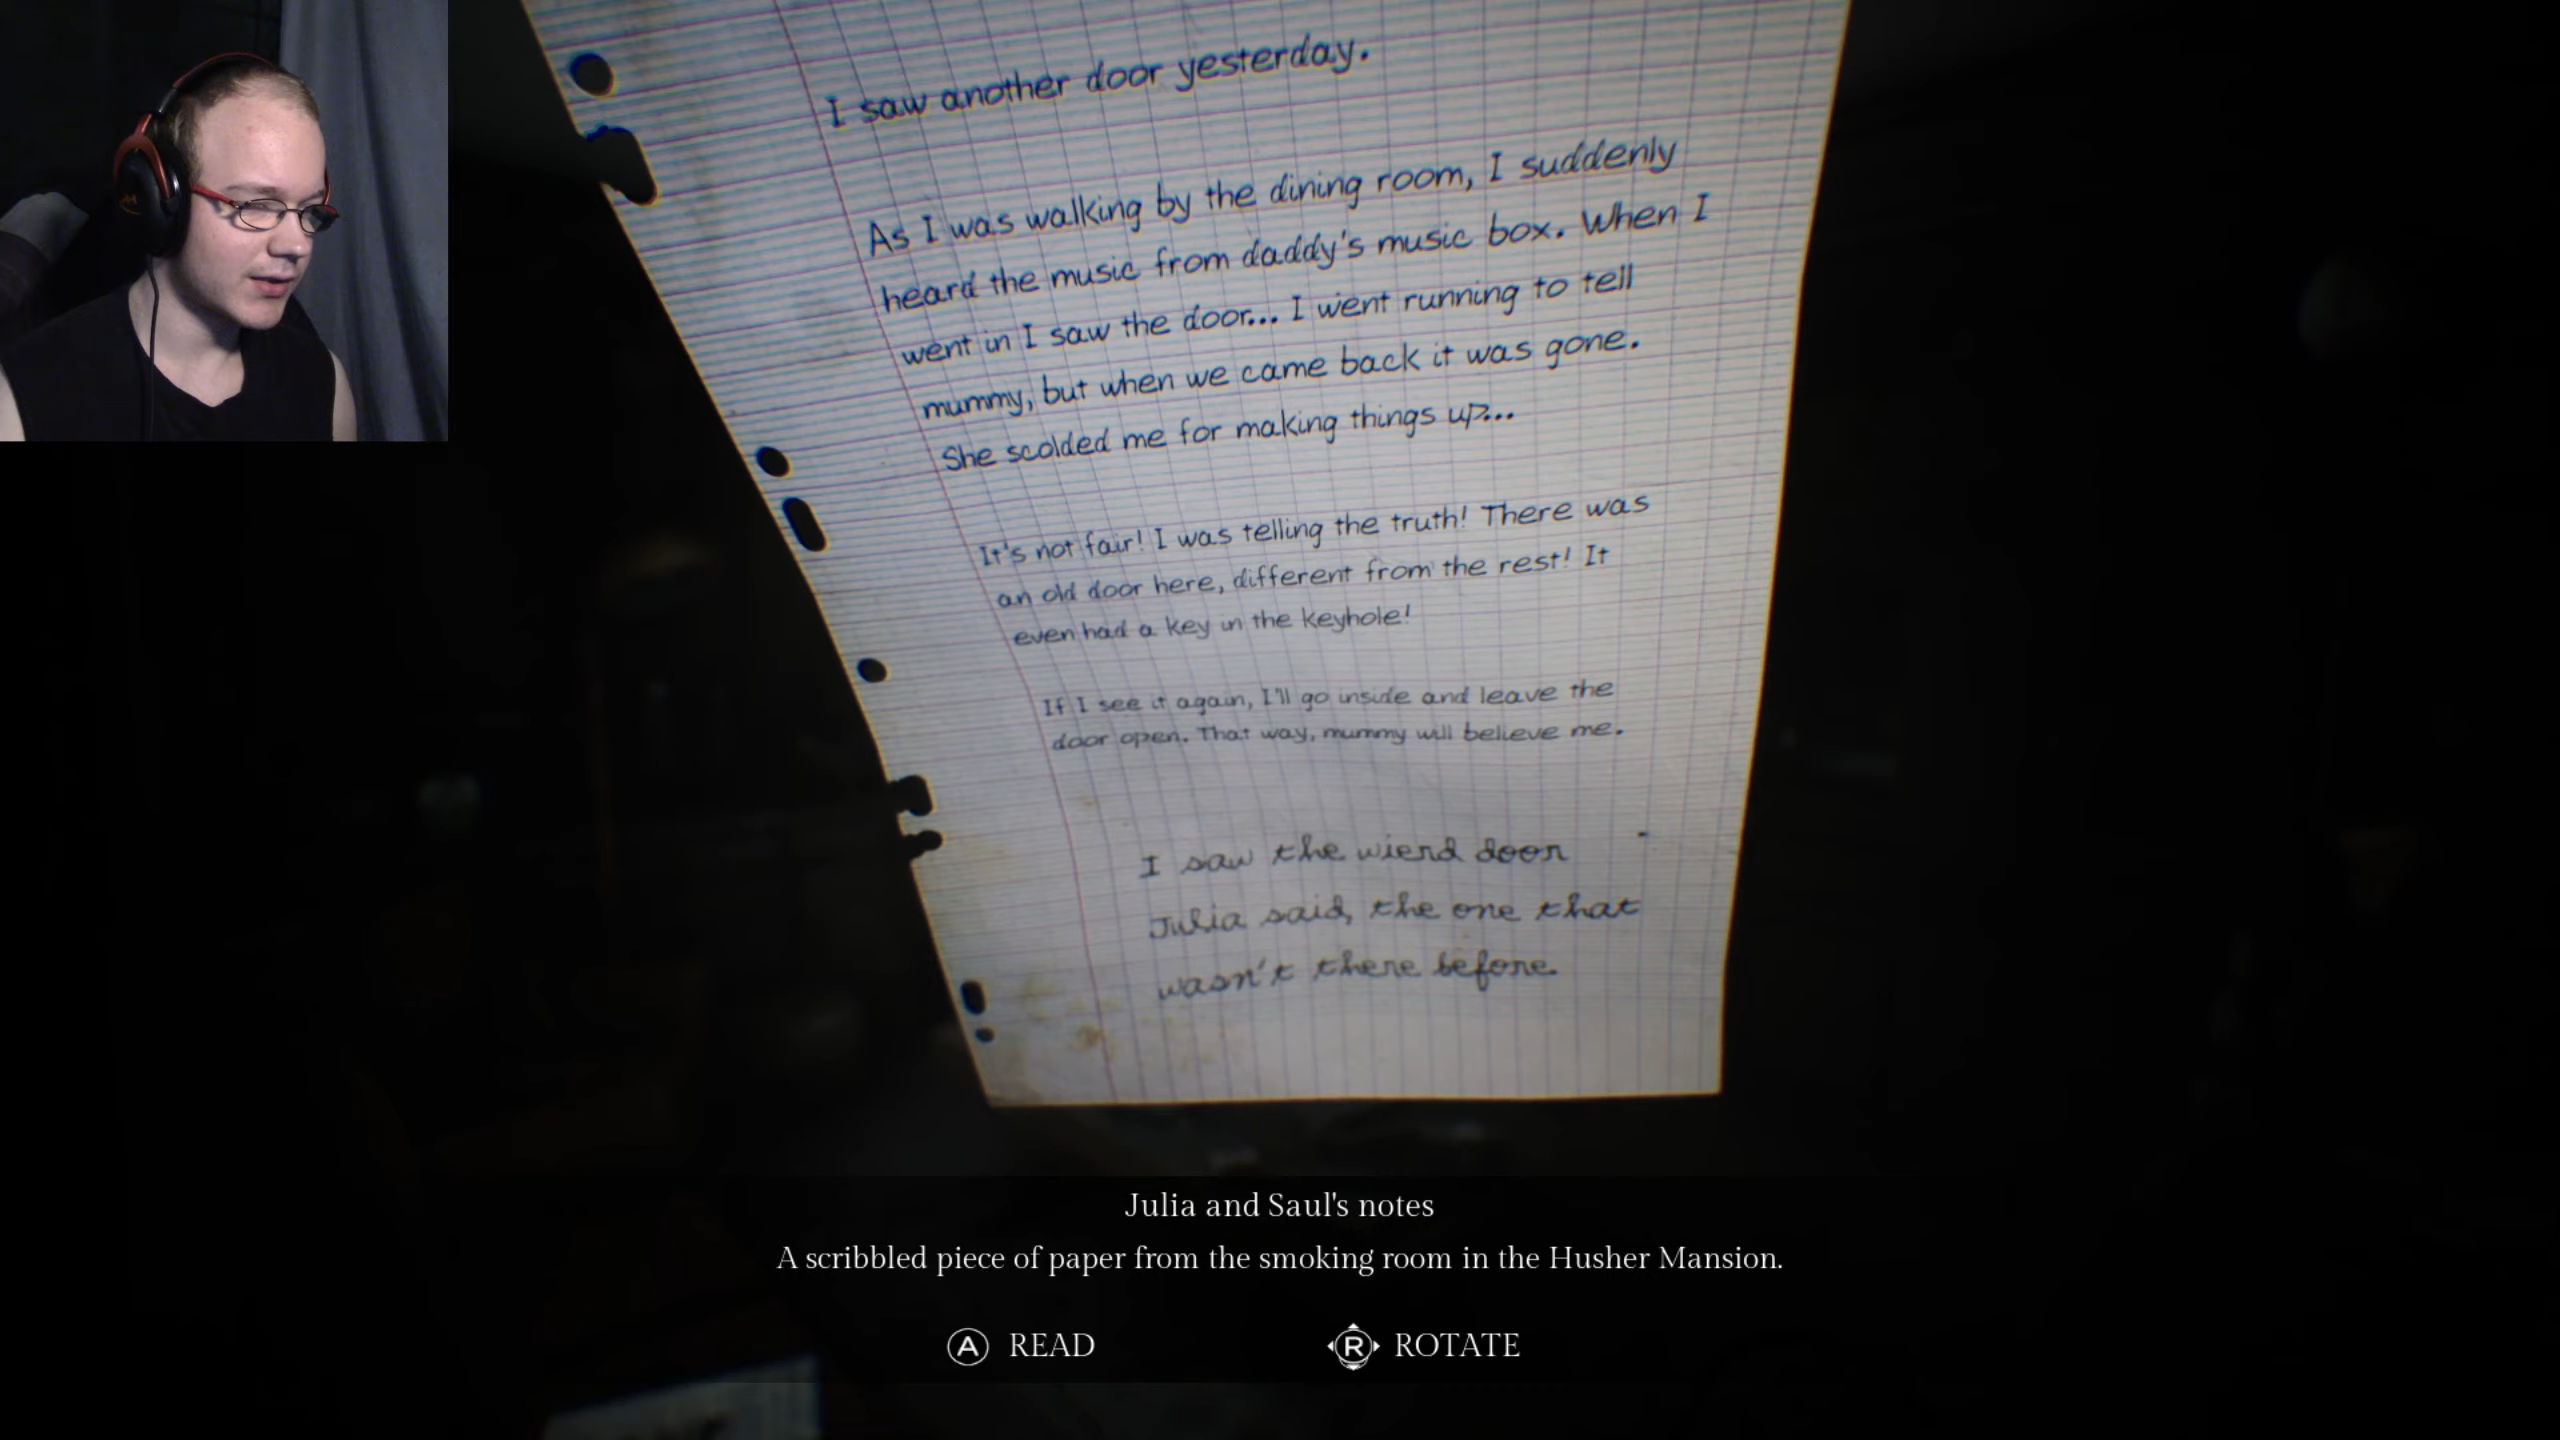 I saw another door yesterday.
As I was walking by the dining room, I suddenly
heard the music from daddy's music box. When I
went in I saw the door... I went running to tell
mummy, but when we came back it was gone.
She scolded me for making things up...
It's not fair! I was telling the truth! There was
an old door here, different from the rest! It
even had a key in the keyhole!
If I see it again, I'll go inside and leave the
door open. That way, mummy will believe me.
I saw the wierd door
Julia said, the one that
wasn't there before.
Julia and Saul's notes
A scribbled piece of paper from the smoking room in the Husher Mansion.
A READ R ROTATE